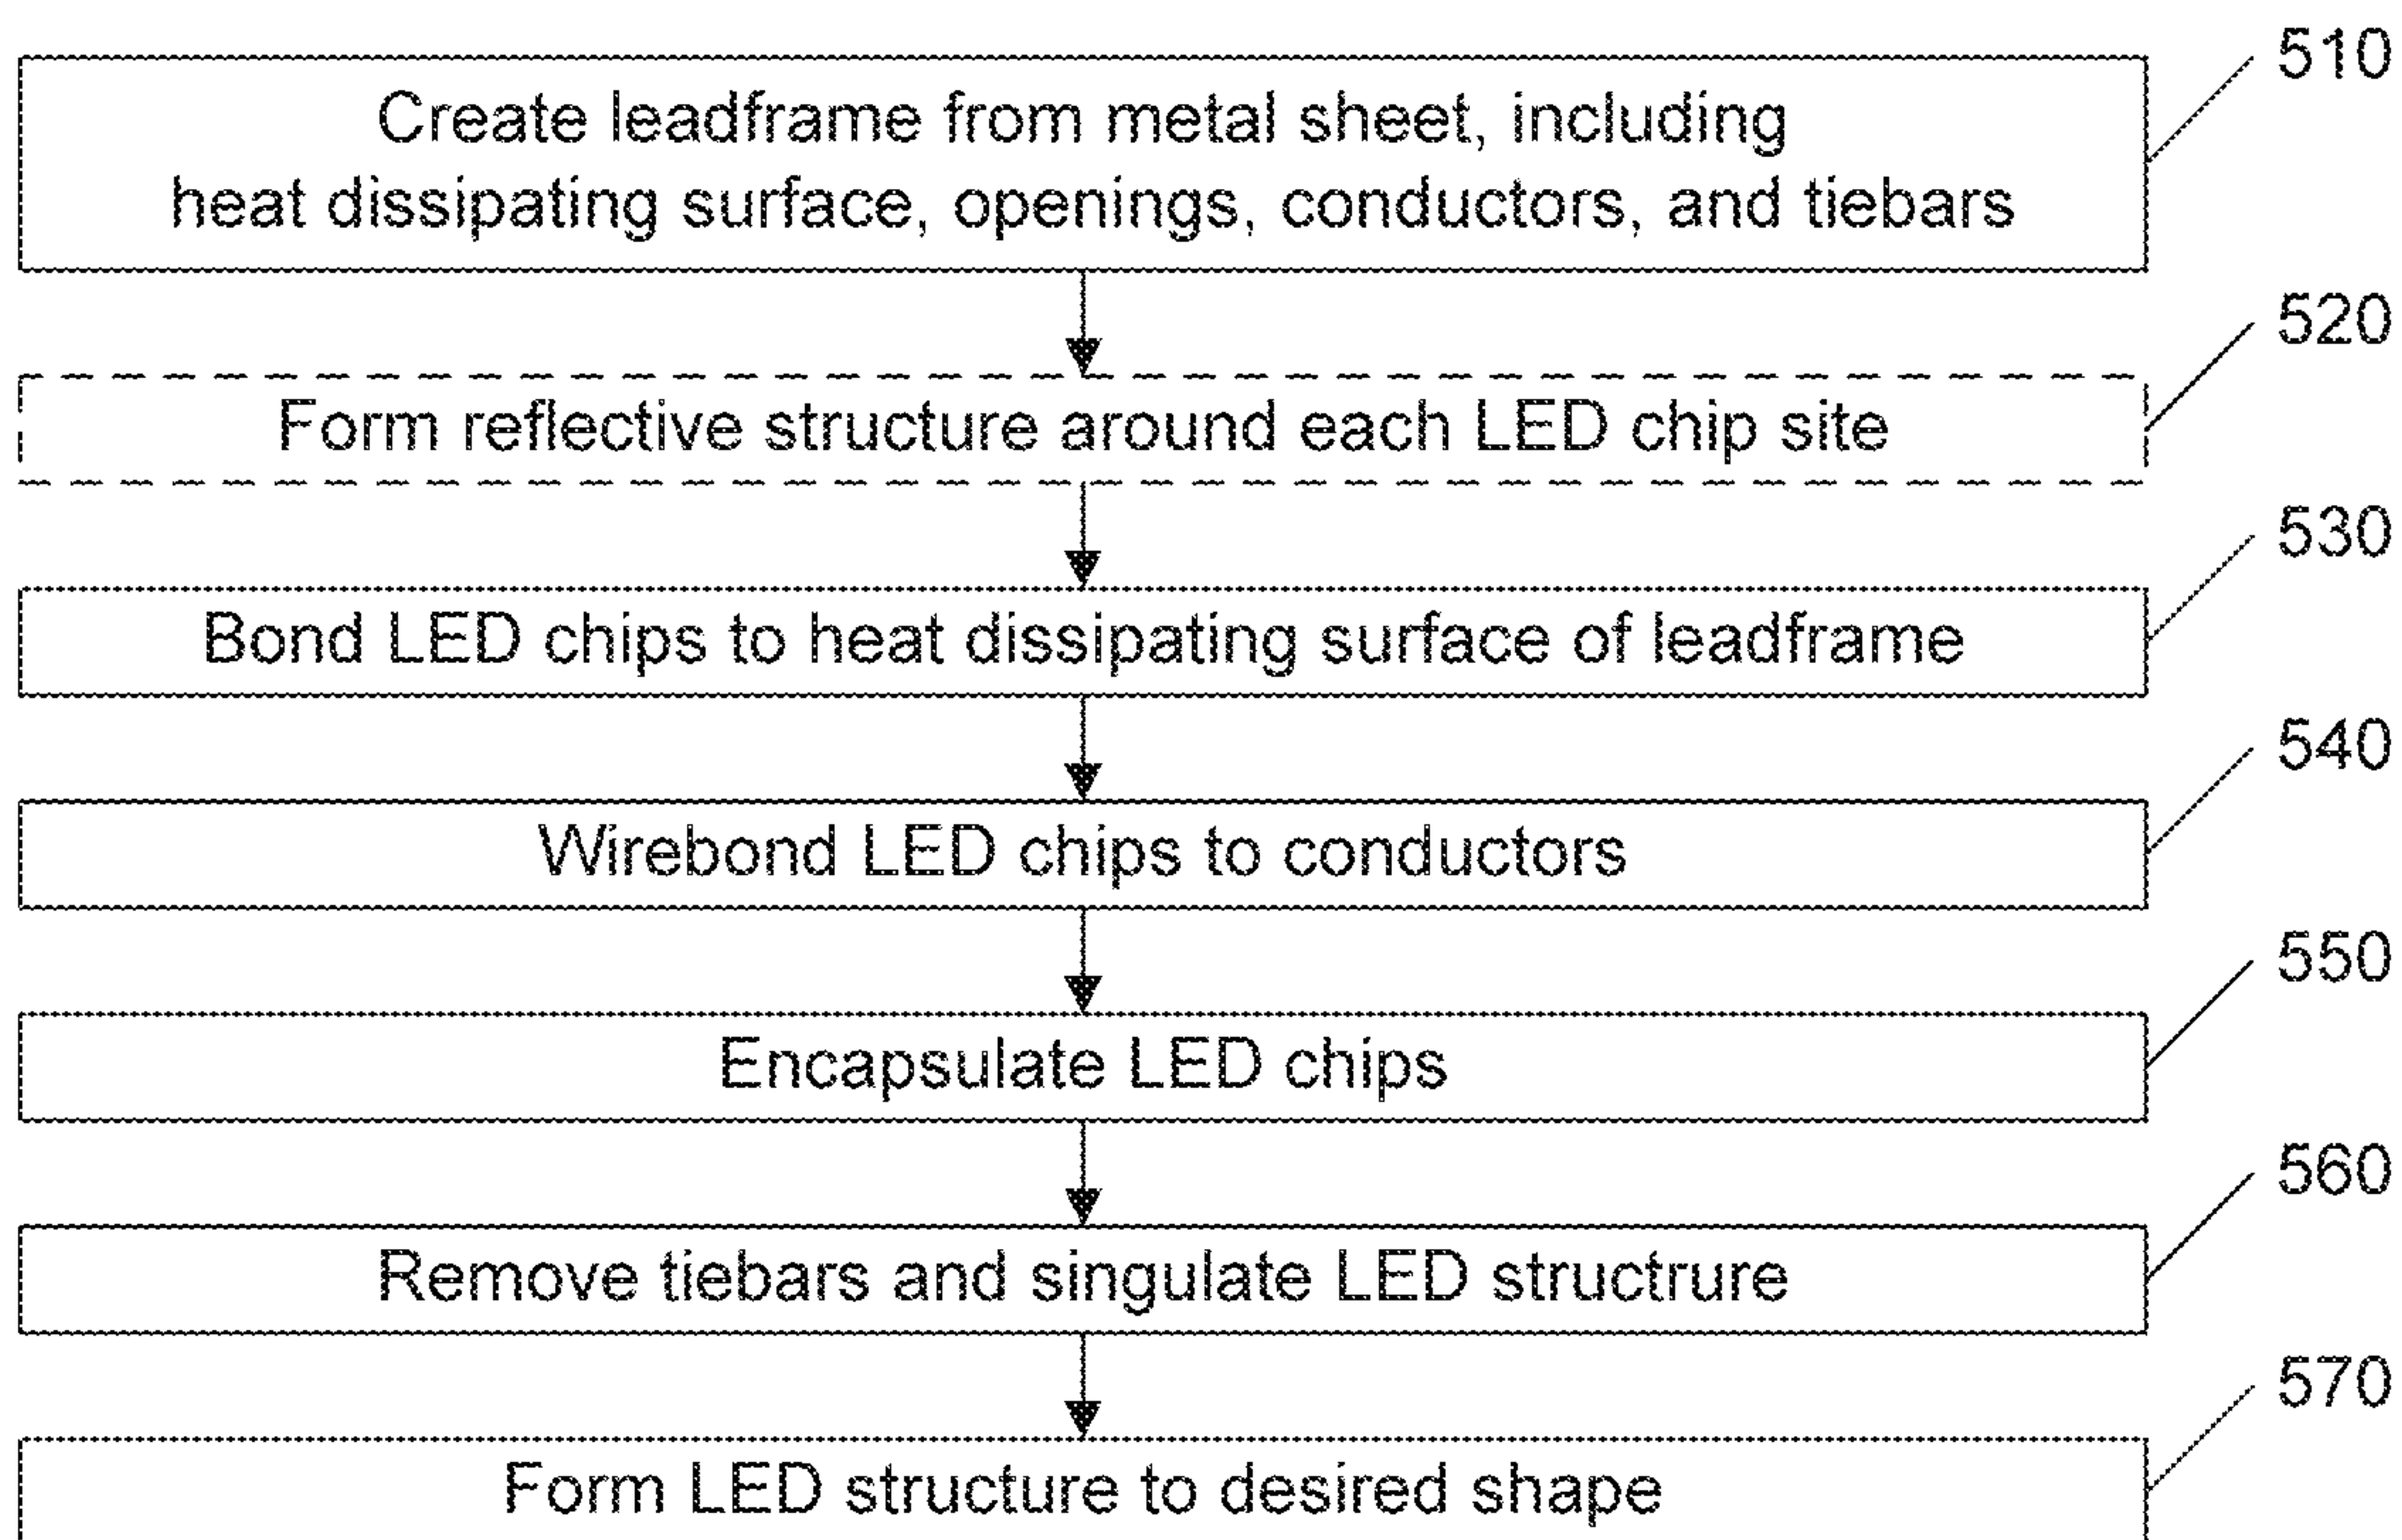 510
Create leadframe from metal sheet, including
heat dissipating surface, openings, conductors, and tiebars
520
Form reflective structure around each LED chip site
530
Bond LED chips to heat dissipating surface of leadframe
540
Wirebond LED chips to conductors
550
Encapsulate LED chips
560
Remove tiebars and singulate LED structrure
570
Form LED structure to desired shape